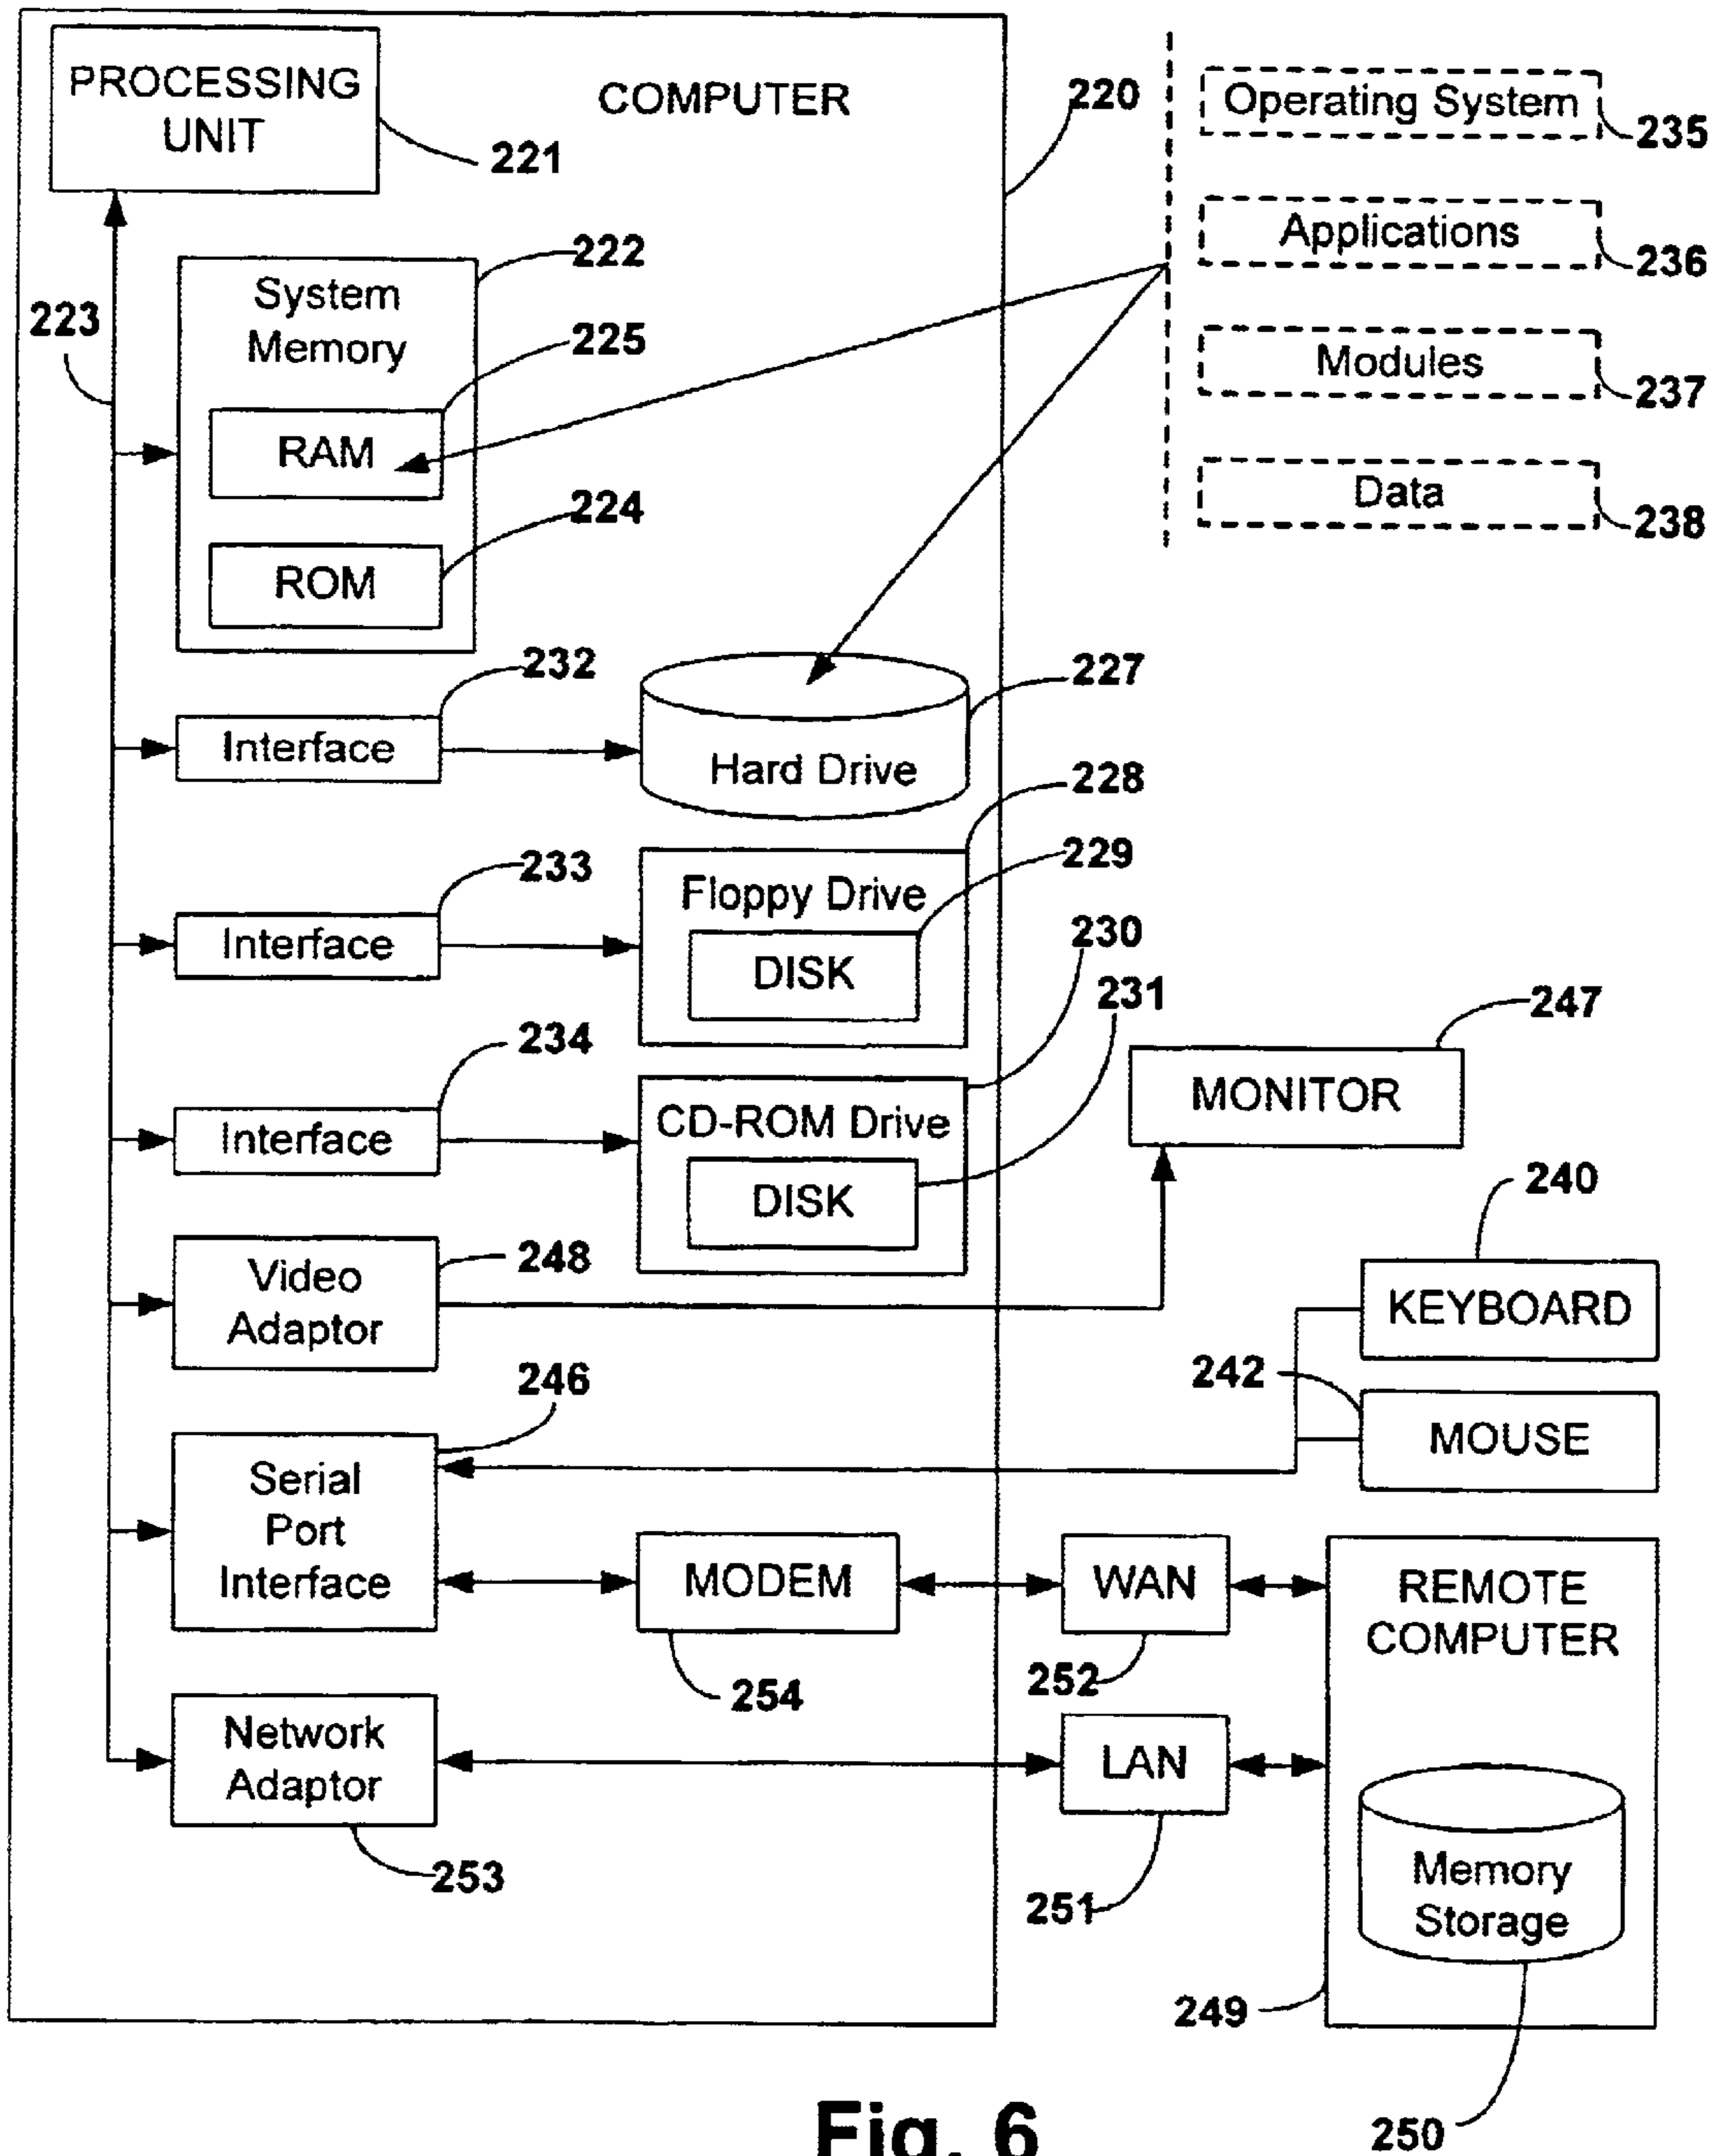 PROCESSING
UNIT
221
COMPUTER
220
Operating System
235
Applications
236
Modules
237
Data
238
223
222
System
Memory
225
RAM
224
ROM
232
Interface
227
Hard Drive
228
233
Interface
229
Floppy Drive
DISK
230
231
234
Interface
CD-ROM Drive
DISK
247
MONITOR
240
KEYBOARD
242
MOUSE
248
Video
Adaptor
246
Serial
Port
Interface
MODEM
254
WAN
252
REMOTE
COMPUTER
Network
Adaptor
253
LAN
251
Memory
Storage
249
250
Fig. 6